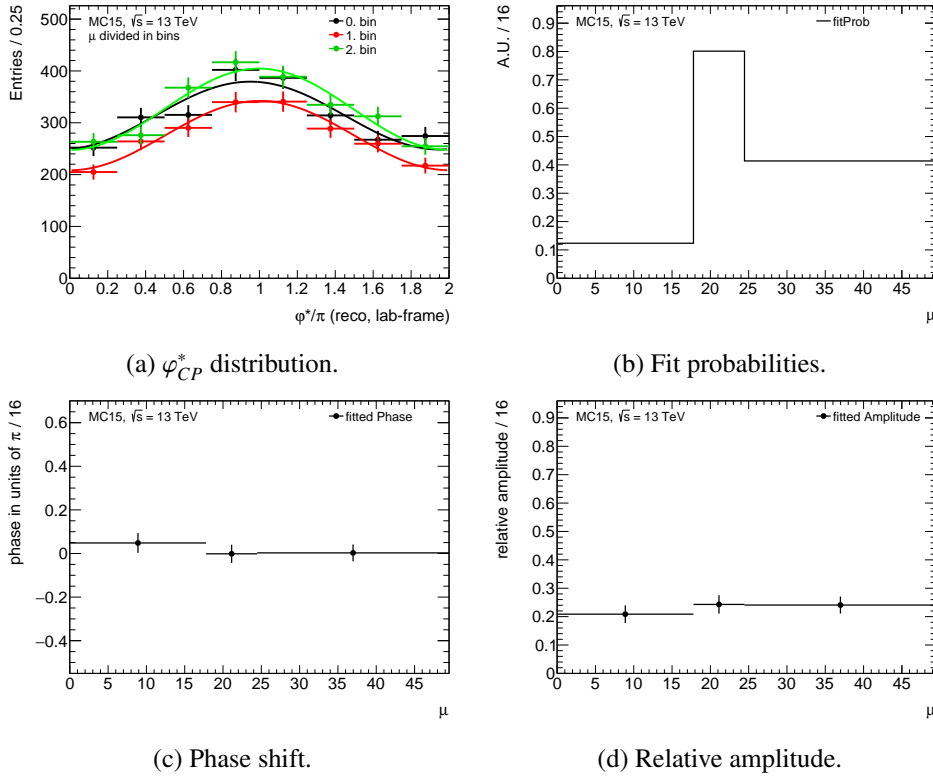 Entries / 0.25
500
400
300
200
100
0
MC15, √s = 13 TeV
μ divided in bins
0. bin
1. bin
2. bin
0 0.2 0.4 0.6 0.8 1 1.2 1.4 1.6 1.8 2
φ*/π (reco, lab-frame)
(a) φ*CP distribution.
A.U. / 16
0.9
0.8
0.7
0.6
0.5
0.4
0.3
0.2
0.1
0
MC15, √s = 13 TeV
fitProb
0 5 10 15 20 25 30 35 40 45
μ
(b) Fit probabilities.
phase in units of π / 16
0.6
0.4
0.2
0
−0.2
−0.4
MC15, √s = 13 TeV
fitted Phase
0 5 10 15 20 25 30 35 40 45
μ
(c) Phase shift.
relative amplitude / 16
0.9
0.8
0.7
0.6
0.5
0.4
0.3
0.2
0.1
0
MC15, √s = 13 TeV
fitted Amplitude
0 5 10 15 20 25 30 35 40 45
μ
(d) Relative amplitude.